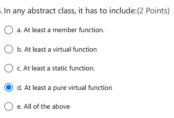 . In any abstract class, it has to include:(2 Points)
a. At least a member function.
b. At least a virtual function
c. At least a static function.
d. At least a pure virtual function
e. All of the above